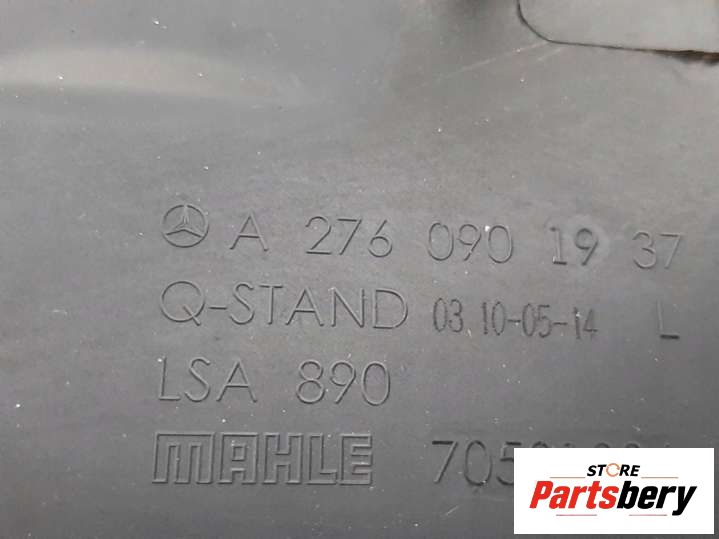 A 276 090 19 37
Q-STAND 03 10-05-14 L
LSA 890
MAHLE
STORE
Partsbery